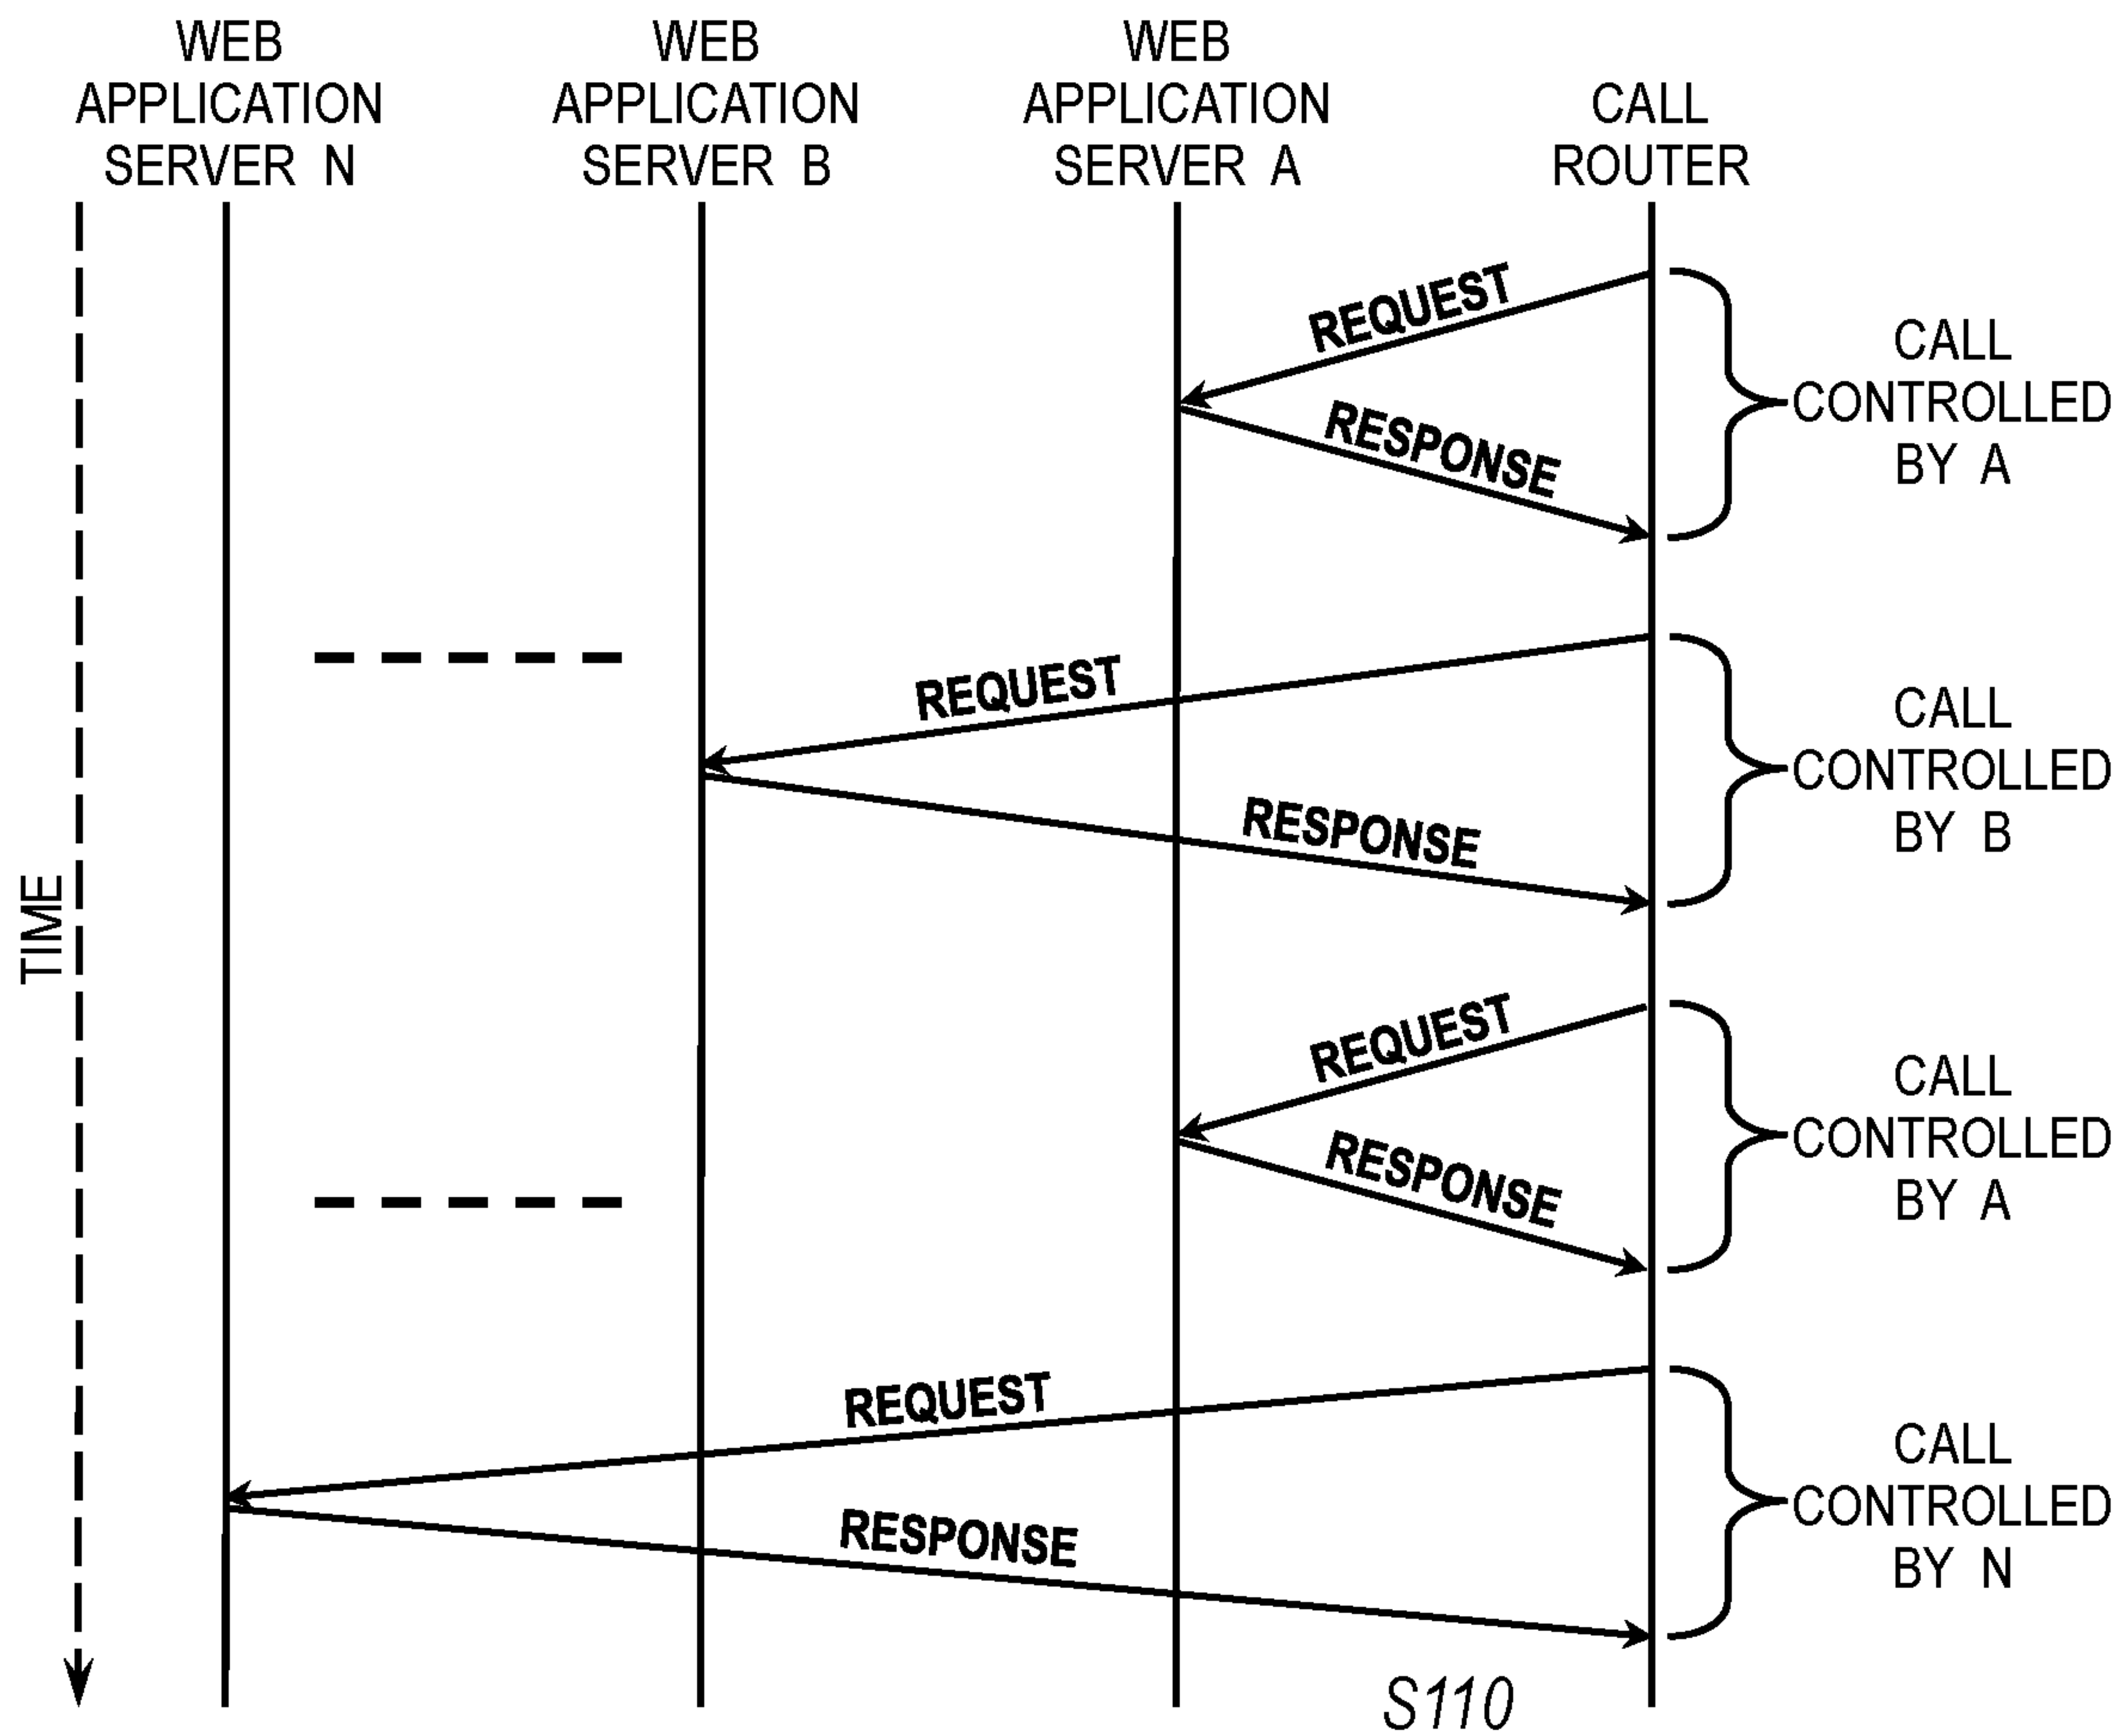 WEB
APPLICATION
SERVER N
WEB
APPLICATION
SERVER B
WEB
APPLICATION
SERVER A
CALL
ROUTER
TIME
REQUEST
RESPONSE
CALL
CONTROLLED
BY A
REQUEST
RESPONSE
CALL
CONTROLLED
BY B
REQUEST
RESPONSE
CALL
CONTROLLED
BY A
REQUEST
RESPONSE
CALL
CONTROLLED
BY N
S110